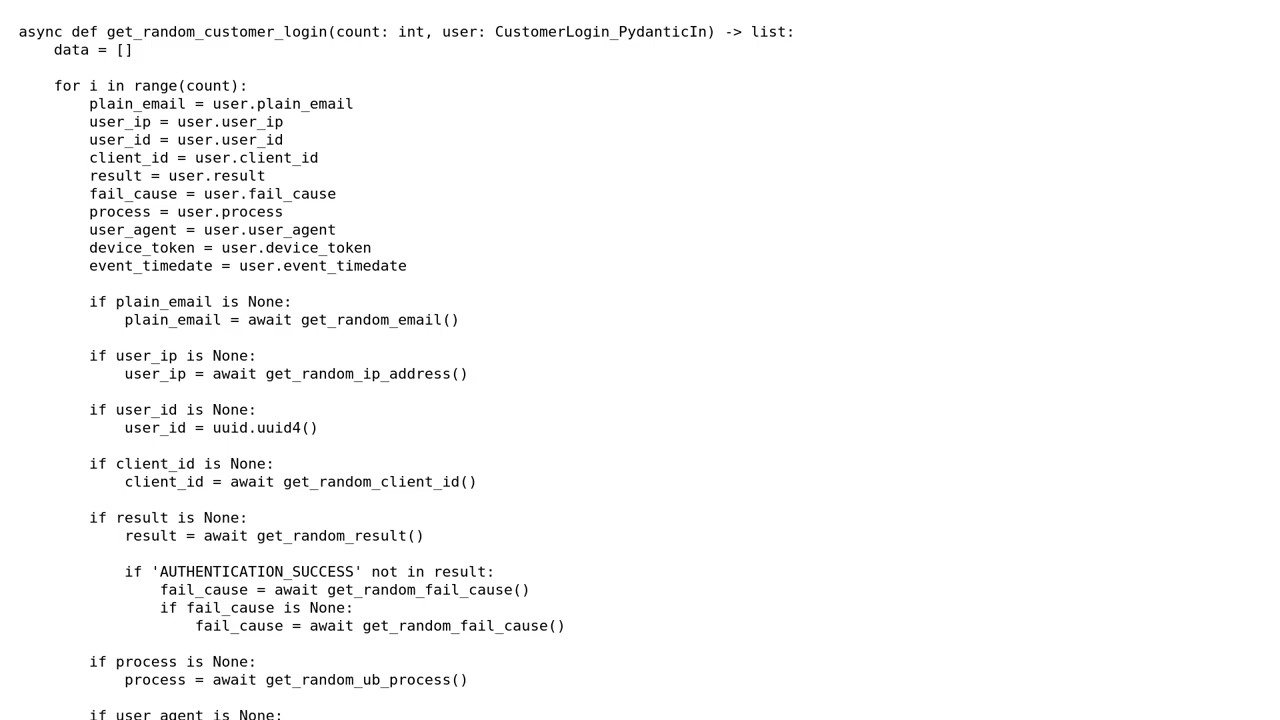 async def get_random_customer_login(count: int, user: CustomerLogin_PydanticIn) -> list:
    data = []

    for i in range(count):
        plain_email = user.plain_email
        user_ip = user.user_ip
        user_id = user.user_id
        client_id = user.client_id
        result = user.result
        fail_cause = user.fail_cause
        process = user.process
        user_agent = user.user_agent
        device_token = user.device_token
        event_timedate = user.event_timedate

        if plain_email is None:
            plain_email = await get_random_email()

        if user_ip is None:
            user_ip = await get_random_ip_address()

        if user_id is None:
            user_id = uuid.uuid4()

        if client_id is None:
            client_id = await get_random_client_id()

        if result is None:
            result = await get_random_result()

            if 'AUTHENTICATION_SUCCESS' not in result:
                fail_cause = await get_random_fail_cause()
                if fail_cause is None:
                    fail_cause = await get_random_fail_cause()

        if process is None:
            process = await get_random_ub_process()

        if user_agent is None: